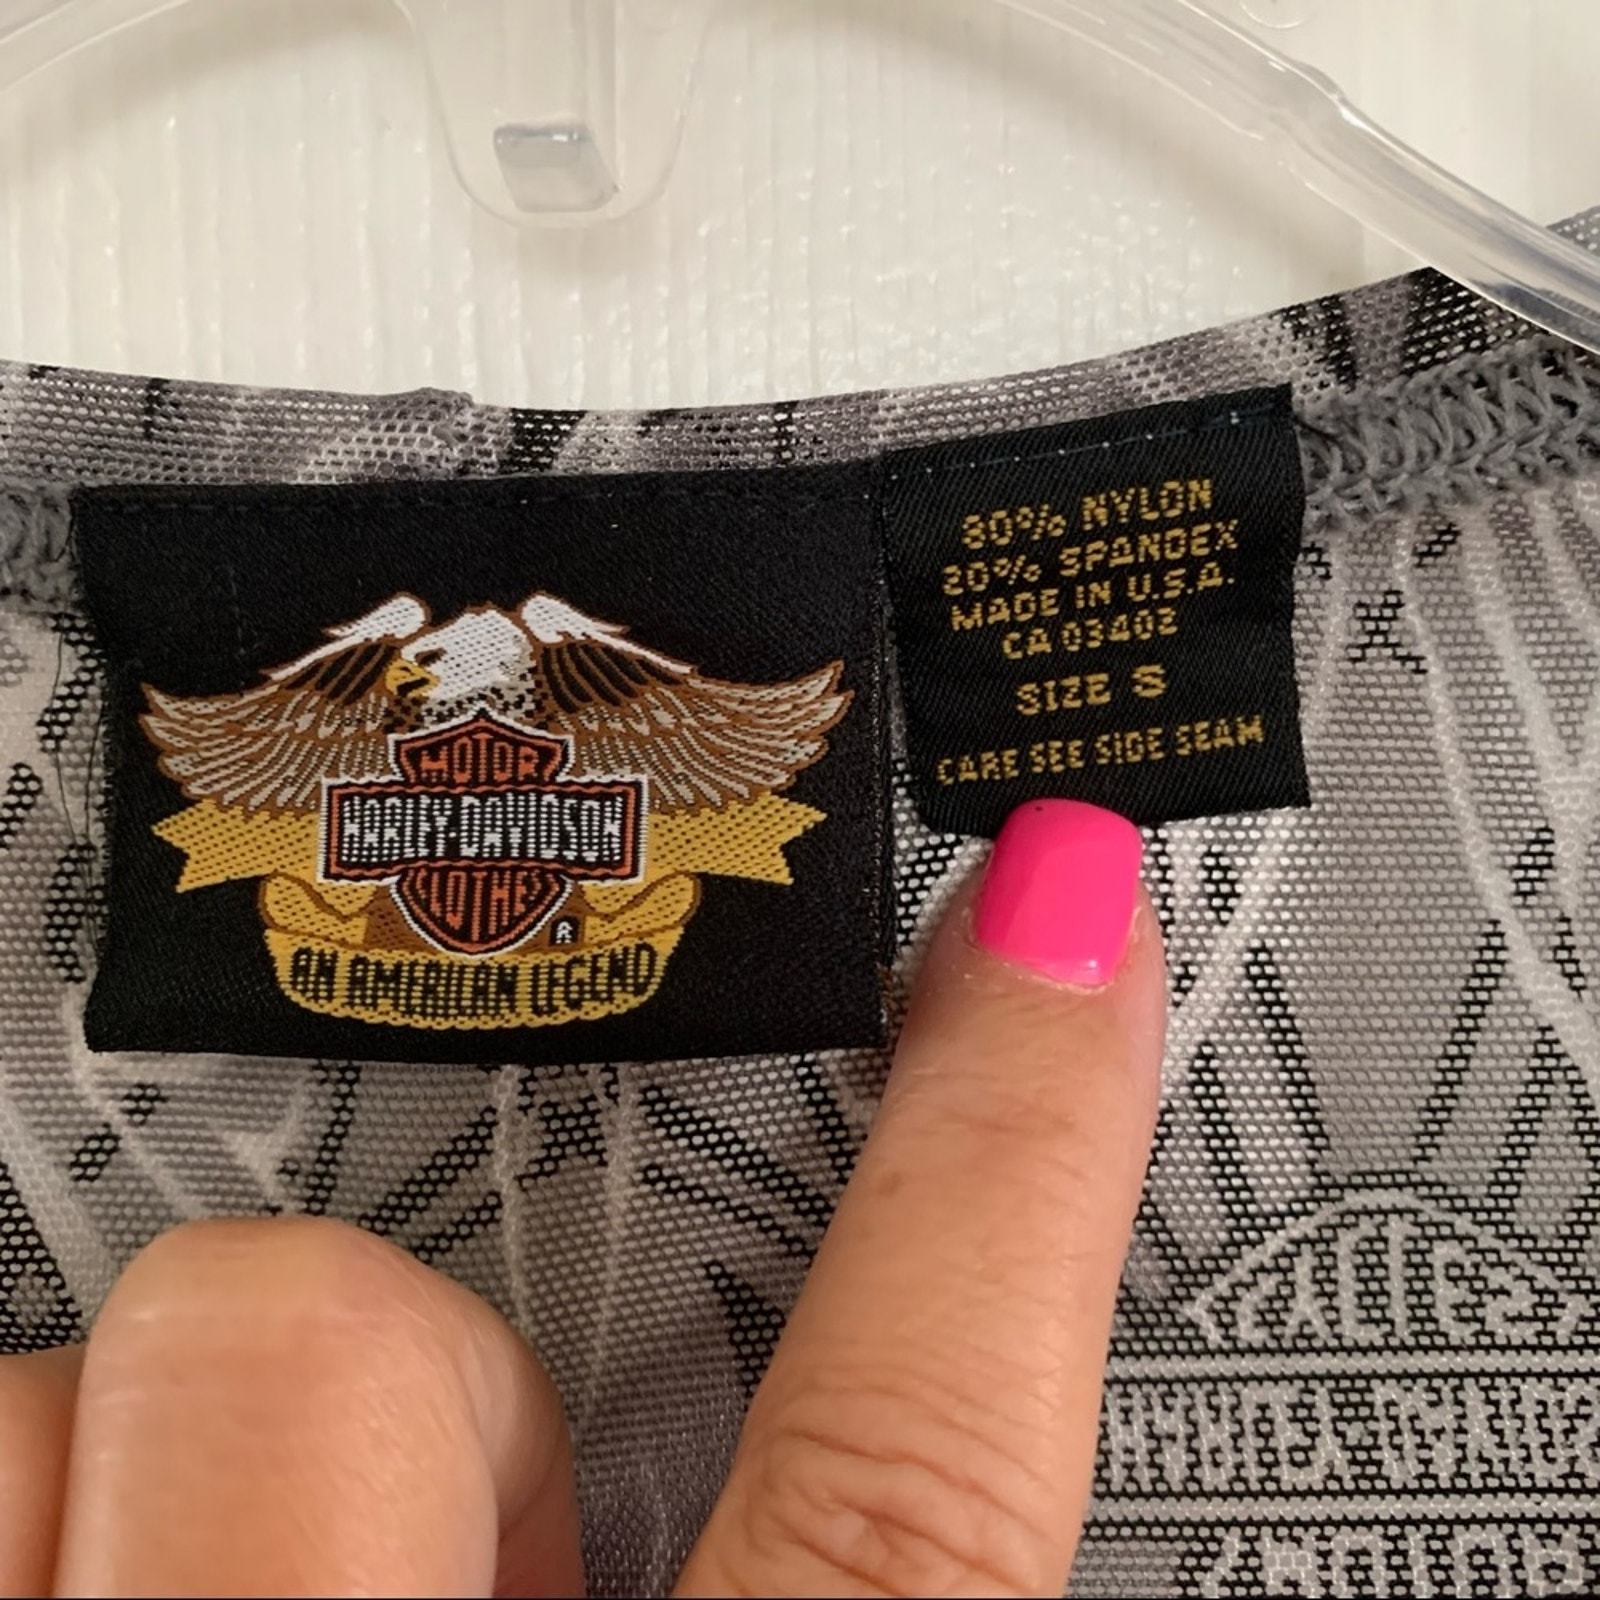 MOTOR
HARLEY-DAVIDSON
CLOTHES
R
AN AMERICAN LEGEND
80% NYLON
20% SPANDEX
MADE IN U.S.A.
CA 03402
SIZE S
CARE SEE SIDE SEAM